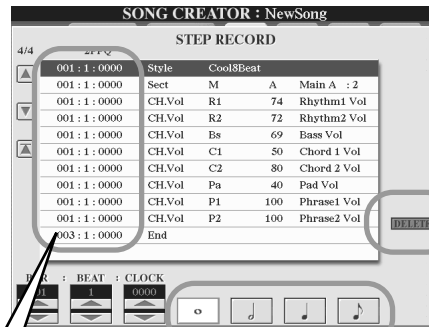 SONG CREATOR : NewSong
STEP RECORD
4/4
001 : 1 : 0000 Style Cool8Beat
001 : 1 : 0000 Sect M A Main A : 2
001 : 1 : 0000 CH.Vol R1 74 Rhythm1 Vol
001 : 1 : 0000 CH.Vol R2 72 Rhythm2 Vol
001 : 1 : 0000 CH.Vol Bs 69 Bass Vol
001 : 1 : 0000 CH.Vol C1 50 Chord 1 Vol
001 : 1 : 0000 CH.Vol C2 80 Chord 2 Vol
001 : 1 : 0000 CH.Vol Pa 40 Pad Vol
001 : 1 : 0000 CH.Vol P1 100 Phrase1 Vol
001 : 1 : 0000 CH.Vol P2 100 Phrase2 Vol
003 : 1 : 0000 End
DELETE
: BEAT : CLOCK
1 0000